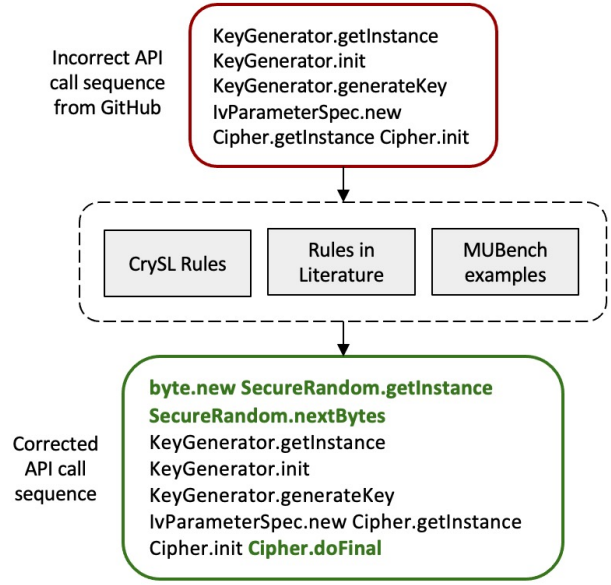 Incorrect API
call sequence
from GitHub
KeyGenerator.getInstance
KeyGenerator.init
KeyGenerator.generateKey
IvParameterSpec.new
Cipher.getInstance Cipher.init
CrySL Rules
Rules in
Literature
MUBench
examples
Corrected
API call
sequence
byte.new SecureRandom.getInstance
SecureRandom.nextBytes
KeyGenerator.getInstance
KeyGenerator.init
KeyGenerator.generateKey
IvParameterSpec.new Cipher.getInstance
Cipher.init Cipher.doFinal